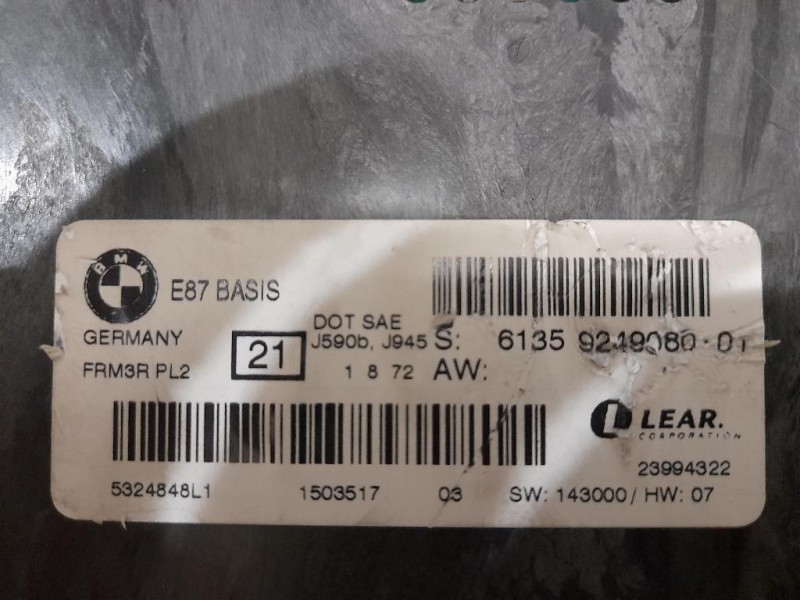 BMW
E87 BASIS
GERMANY
FRM3R PL2
21
DOT SAE
J590b, J945
1 8 72
S: 6135 9249080-01
AW:
LEAR.
CORPORATION
23994322
5324848L1 1503517 03 SW: 143000 / HW: 07